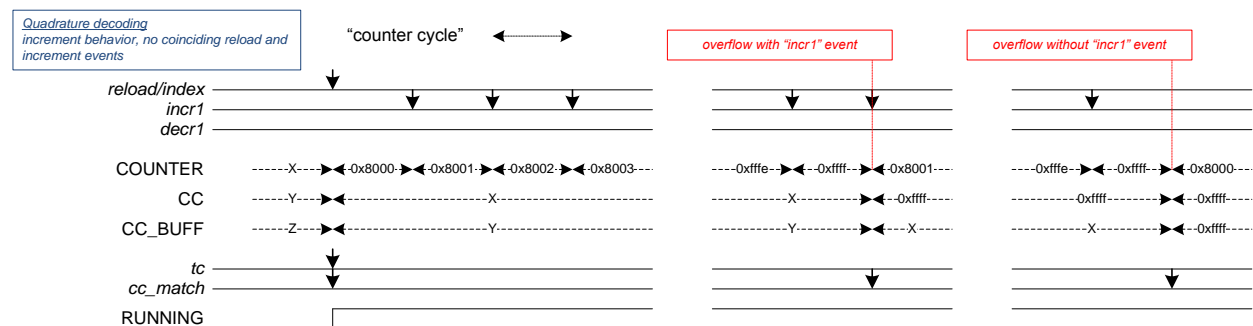 Quadrature decoding
increment behavior, no coinciding reload and
increment events
“counter cycle”
overflow with “incr1” event
overflow without “incr1” event
reload/index
incr1
decr1
COUNTER X 0x8000 0x8001 0x8002 0x8003 0xfffe 0xffff 0x8001 0xfffe 0xffff 0x8000
CC Y X X 0xffff 0xffff
CC_BUFF Z Y Y X X 0xffff
tc
cc_match
RUNNING